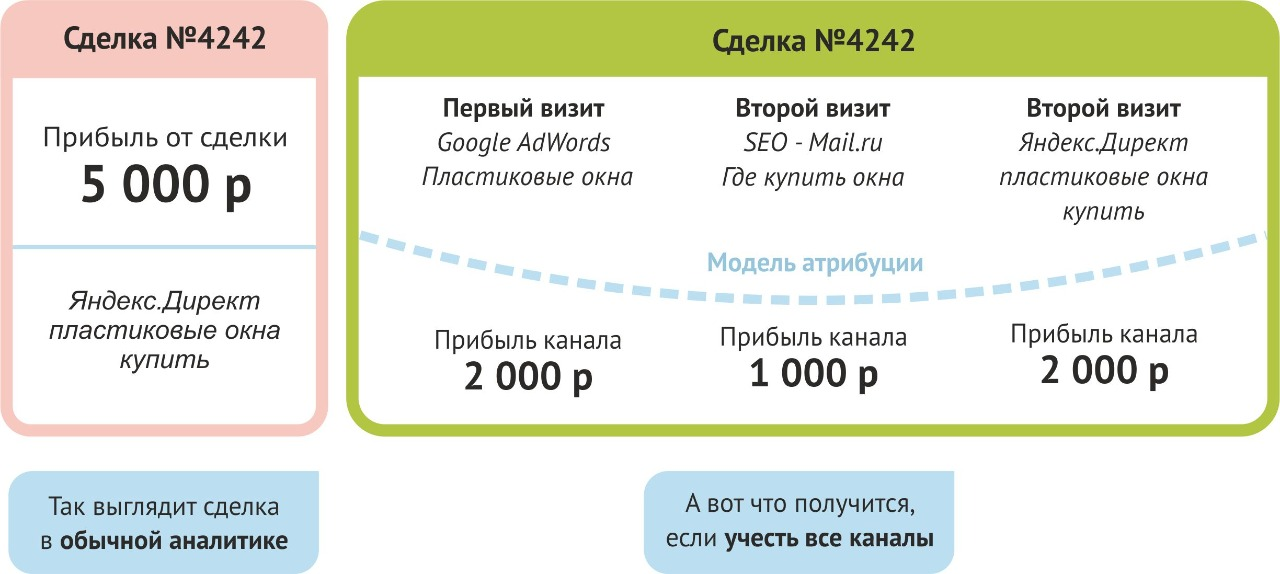 Сделка №4242
Прибыль от сделки
5 000 р
Яндекс.Директ
пластиковые окна
купить
Так выглядит сделка
в обычной аналитике
Сделка №4242
Первый визит
Google AdWords
Пластиковые окна
Второй визит
SEO - Mail.ru
Где купить окна
Второй визит
Яндекс.Директ
пластиковые окна
купить
Модель атрибуции
Прибыль канала
2 000 р
Прибыль канала
1 000 р
Прибыль канала
2 000 р
А вот что получится,
если учесть все каналы